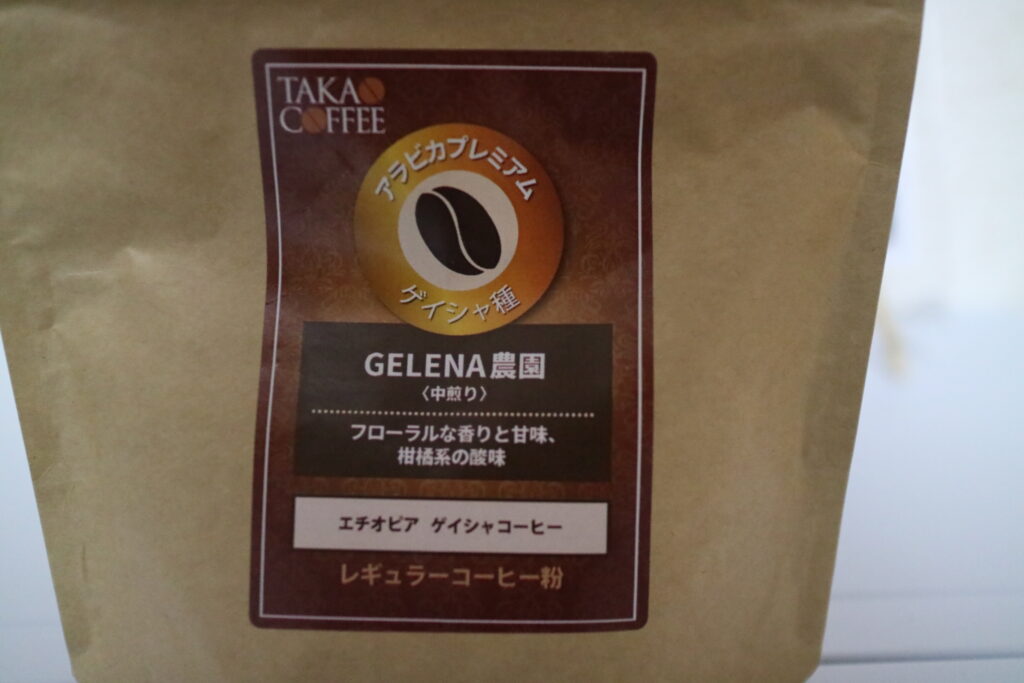 TAKAO
COFFEE
アラビカプレミアム
ゲイシャ種
GELENA農園
〈中煎り〉
フローラルな香りと甘味、
柑橘系の酸味
エチオピア ゲイシャコーヒー
レギュラーコーヒー粉